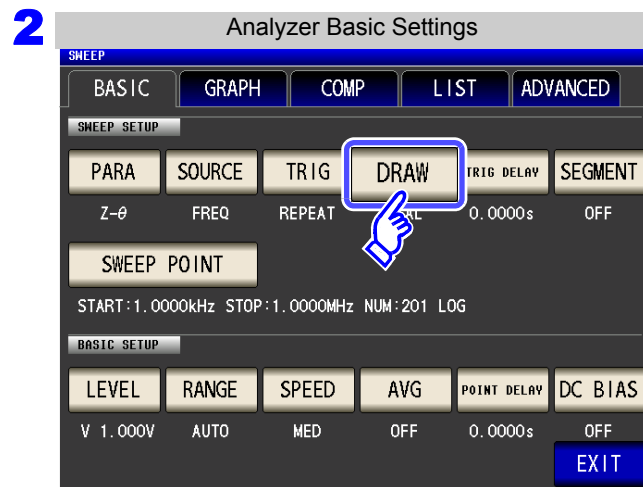 2
Analyzer Basic Settings
SWEEP
BASIC GRAPH COMP LIST ADVANCED
SWEEP SETUP
PARA SOURCE TRIG DRAW TRIG DELAY SEGMENT
Z-θ FREQ REPEAT 0.0000s OFF
SWEEP POINT
START:1.0000kHz STOP:1.0000MHz NUM:201 LOG
BASIC SETUP
LEVEL RANGE SPEED AVG POINT DELAY DC BIAS
V 1.000V AUTO MED OFF 0.0000s OFF
EXIT